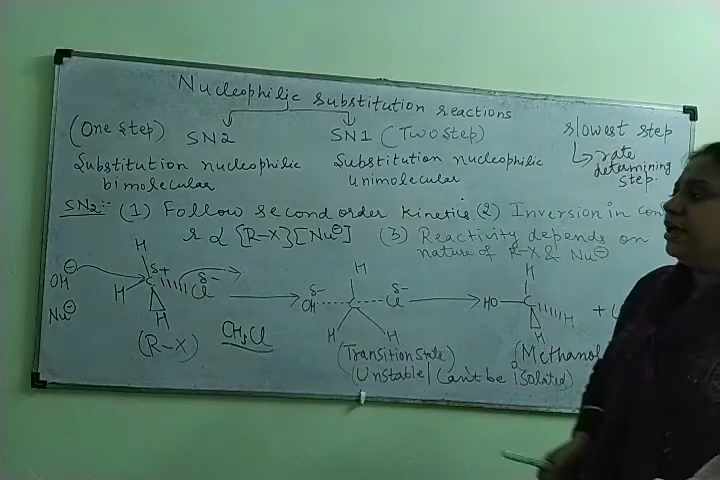 Nucleophilic substitution reactions
(One step) SN2 SN1 (Two step) slowest step
Substitution nucleophilic Substitution nucleophilic ↳ rate
bimolecular unimolecular determining
step.
SN2:- (1) Follow second order kinetics (2) Inversion in
r α [R-X][Nu⊖] (3) Reactivity depends on
nature of R-X & Nu⊖
H H H
OH⊖ C δ+ Cl δ- OH δ- C Cl δ- HO C H +
H H H H H
Nu⊖
(R-X) CH3Cl (Transition state) (Methanol
(Unstable/Can't be isolated)